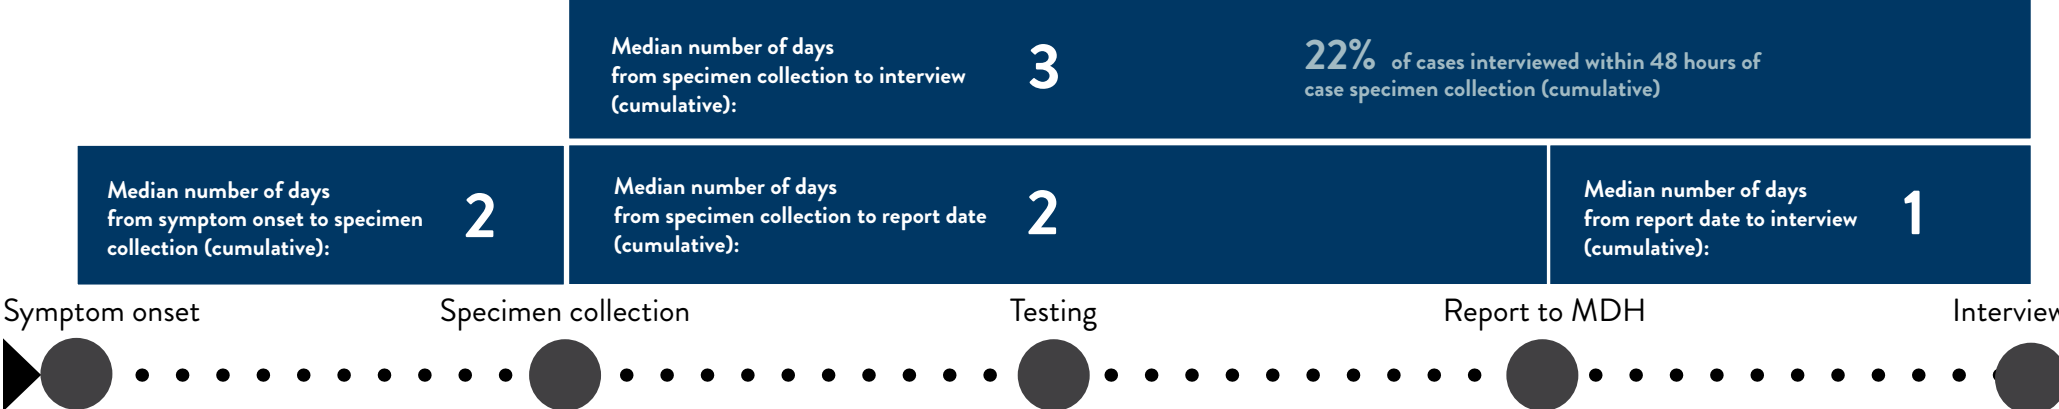 Median number of days
from specimen collection to interview
(cumulative):
3
22% of cases interviewed within 48 hours of
case specimen collection (cumulative)
Median number of days
from symptom onset to specimen
collection (cumulative):
2
Median number of days
from specimen collection to report date
(cumulative):
2
Median number of days
from report date to interview
(cumulative):
1
Symptom onset
Specimen collection
Testing
Report to MDH
Interview